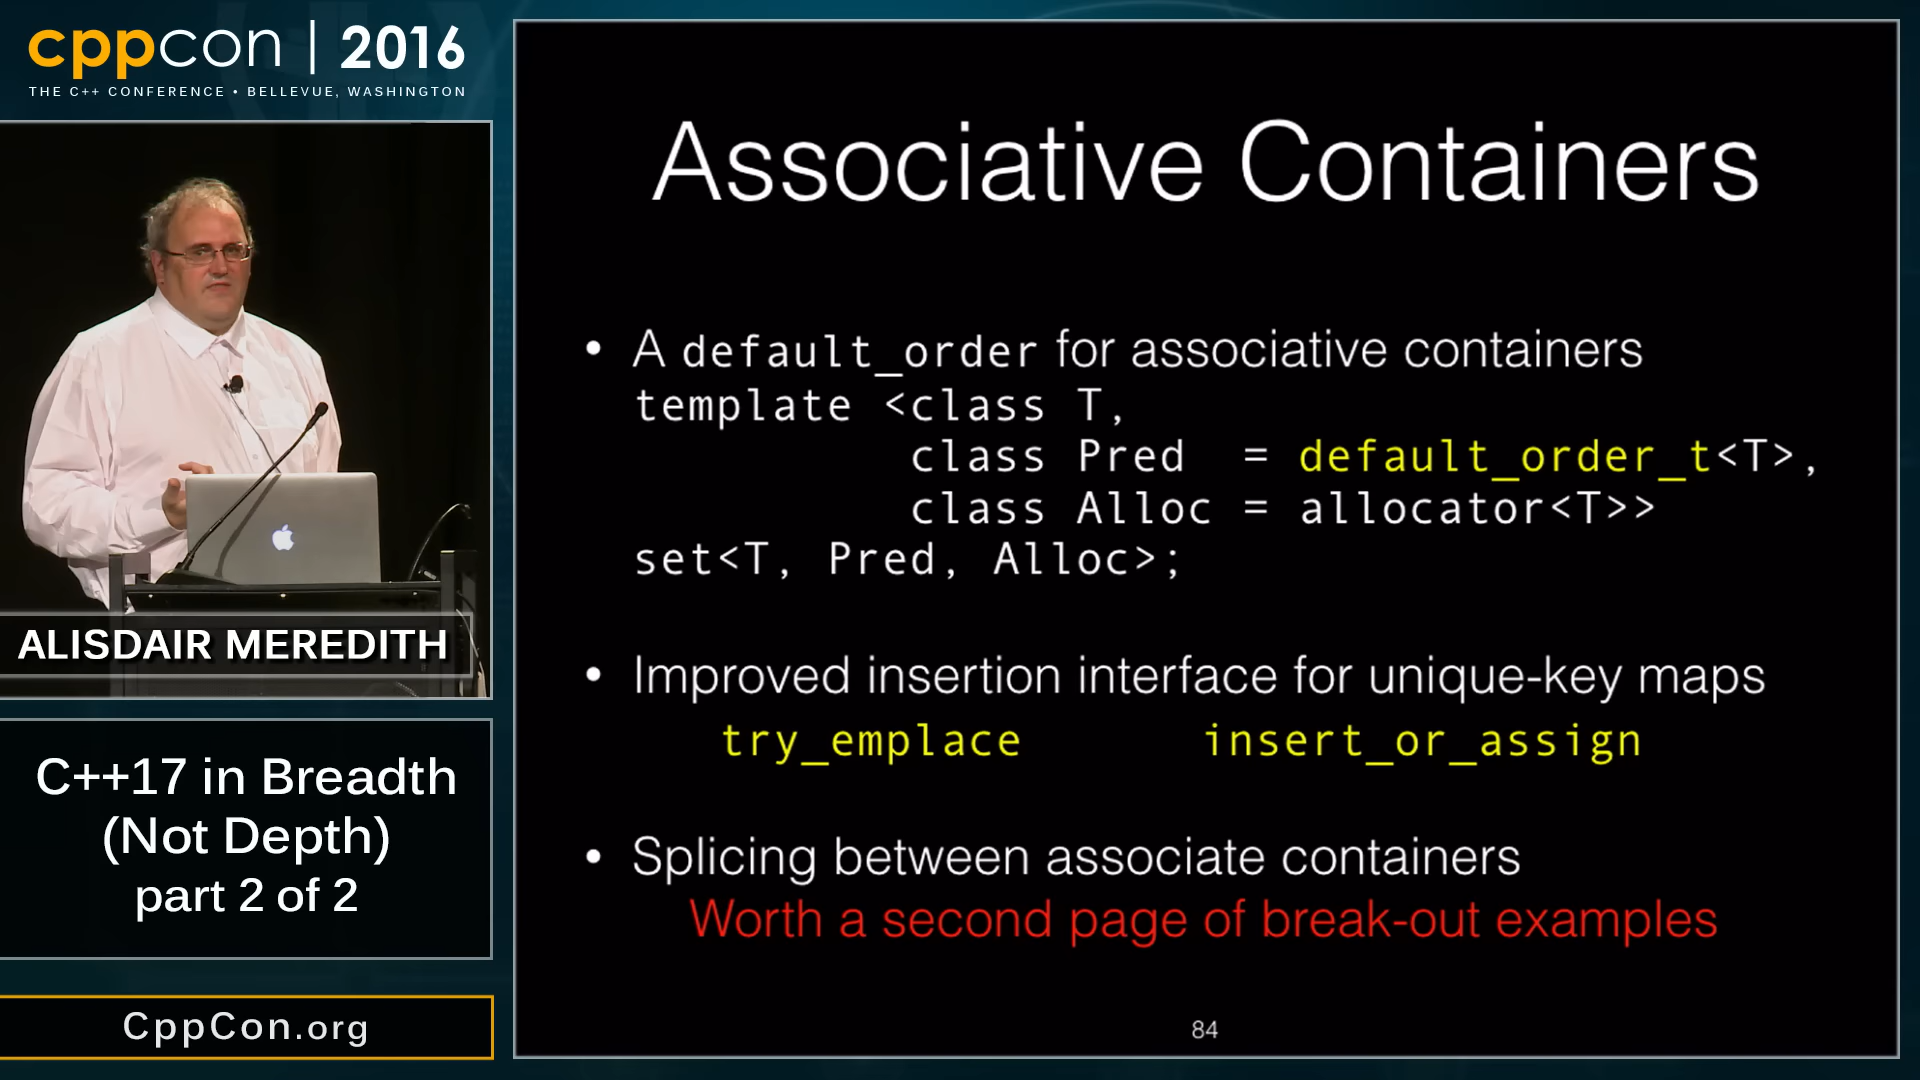 cppcon | 2016
THE C++ CONFERENCE • BELLEVUE, WASHINGTON
ALISDAIR MEREDITH
C++17 in Breadth
(Not Depth)
part 2 of 2
CppCon.org
Associative Containers
• A default_order for associative containers
template <class T,
class Pred = default_order_t<T>,
class Alloc = allocator<T>>
set<T, Pred, Alloc>;
• Improved insertion interface for unique-key maps
try_emplace insert_or_assign
• Splicing between associate containers
Worth a second page of break-out examples
84